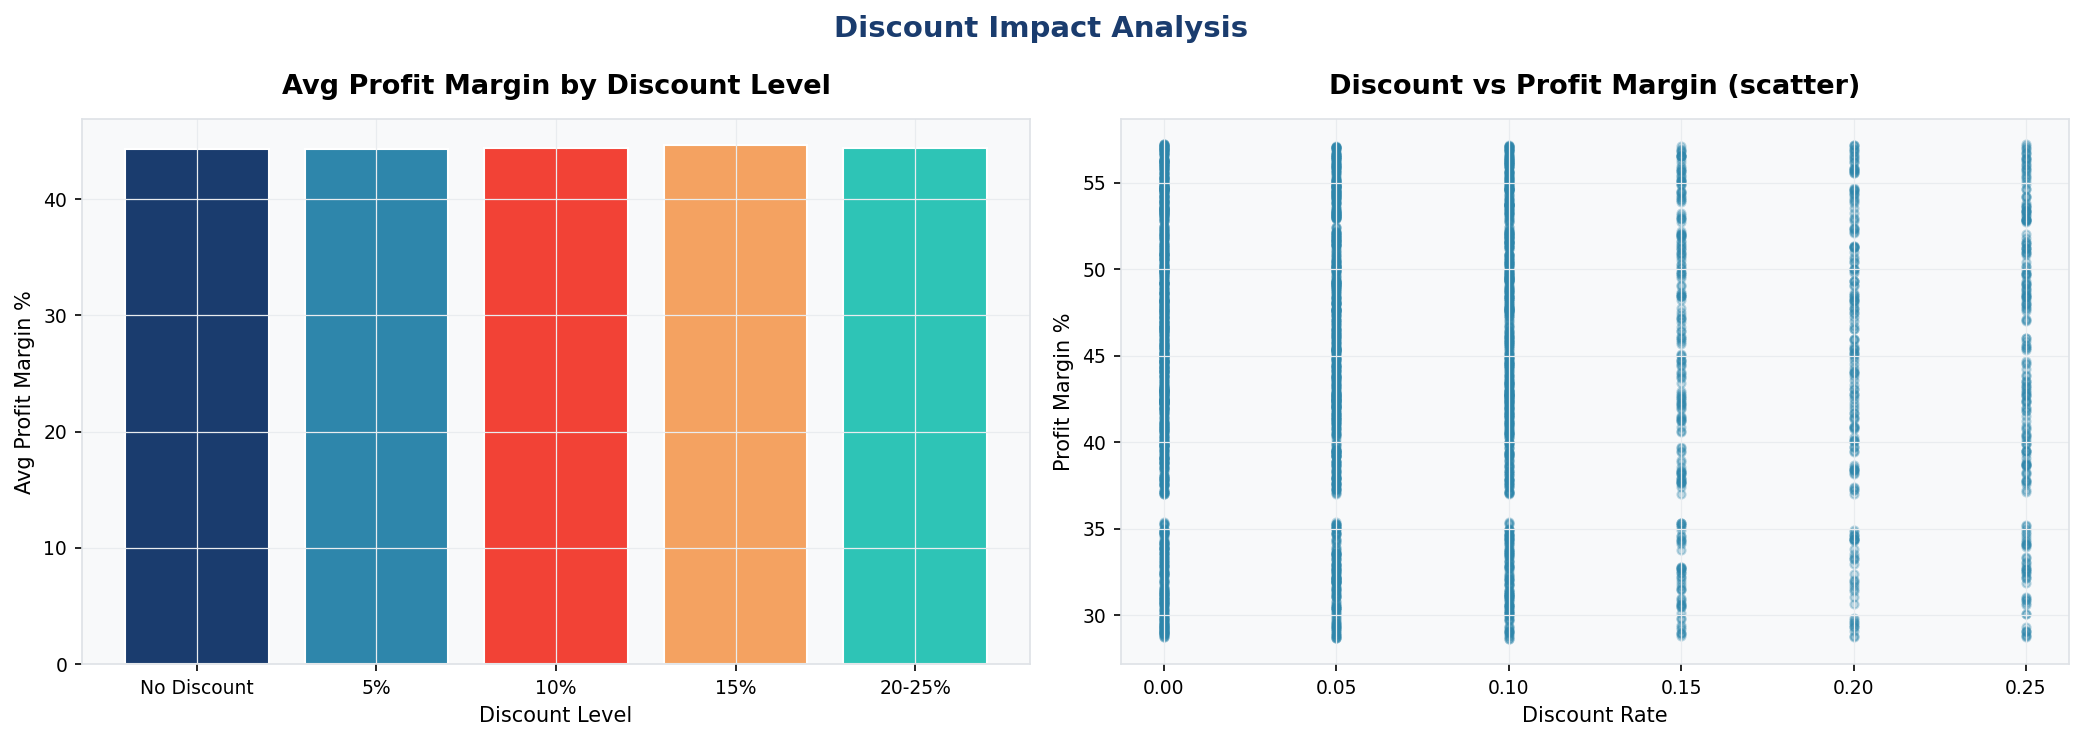 Discount Impact Analysis
Avg Profit Margin by Discount Level
Avg Profit Margin %
40
30
20
10
0
No Discount 5% 10% 15% 20-25%
Discount Level
Discount vs Profit Margin (scatter)
Profit Margin %
55
50
45
40
35
30
0.00 0.05 0.10 0.15 0.20 0.25
Discount Rate